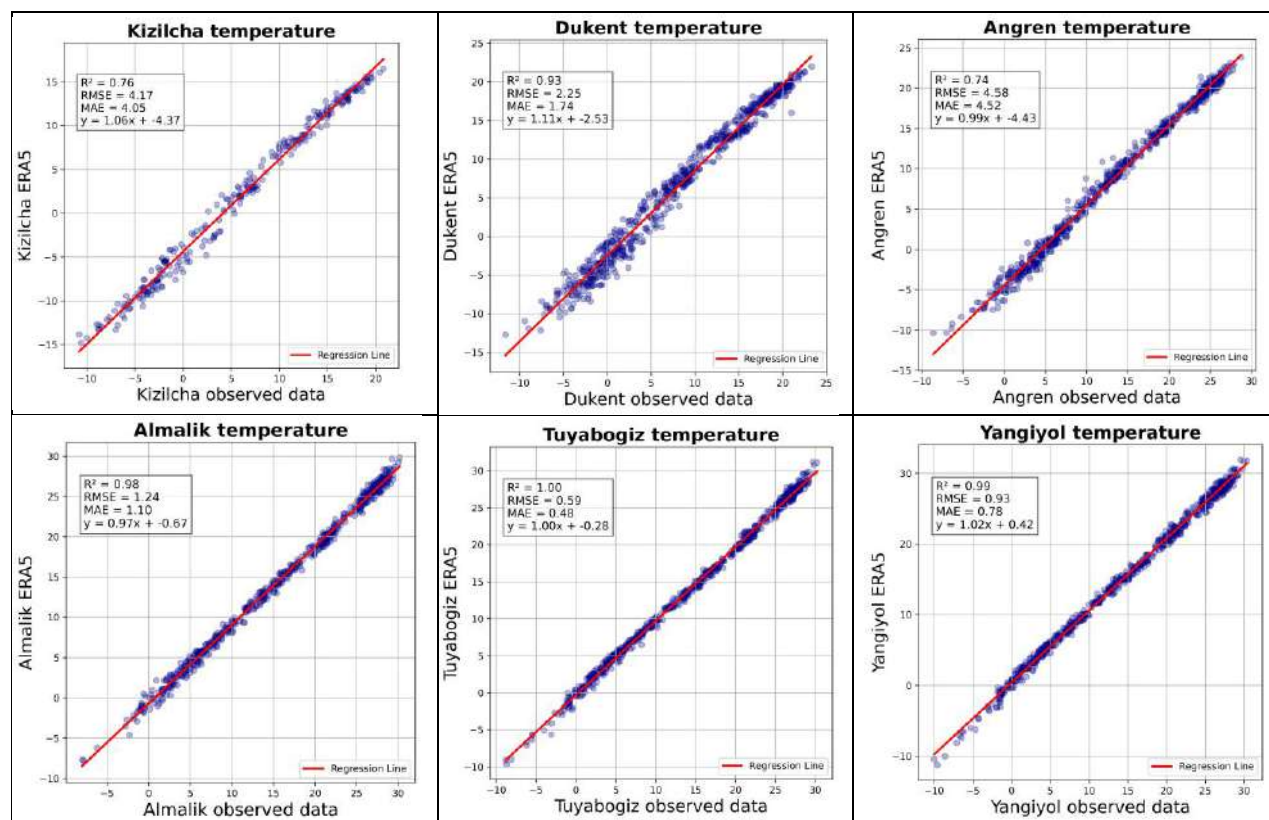 Kizilcha temperature
R² = 0.76
RMSE = 4.17
MAE = 4.05
y = 1.06x + -4.37
15
10
5
0
−5
−10
−15
Kizilcha ERA5
Regression Line
−10 −5 0 5 10 15 20
Kizilcha observed data
Dukent temperature
R² = 0.93
RMSE = 2.25
MAE = 1.74
y = 1.11x + -2.53
25
20
15
10
5
0
−5
−10
−15
Dukent ERA5
Regression Line
−10 −5 0 5 10 15 20 25
Dukent observed data
Angren temperature
R² = 0.74
RMSE = 4.58
MAE = 4.52
y = 0.99x + -4.43
25
20
15
10
5
0
−5
−10
−15
Angren ERA5
Regression Line
−10 −5 0 5 10 15 20 25 30
Angren observed data
Almalik temperature
R² = 0.98
RMSE = 1.24
MAE = 1.10
y = 0.97x + -0.67
30
25
20
15
10
5
0
−5
−10
Almalik ERA5
Regression Line
−10 −5 0 5 10 15 20 25 30
Almalik observed data
Tuyabogiz temperature
R² = 1.00
RMSE = 0.59
MAE = 0.48
y = 1.00x + -0.28
30
25
20
15
10
5
0
−5
−10
Tuyabogiz ERA5
Regression Line
−10 −5 0 5 10 15 20 25 30
Tuyabogiz observed data
Yangiyol temperature
R² = 0.99
RMSE = 0.93
MAE = 0.78
y = 1.02x + 0.42
30
20
10
0
−10
Yangiyol ERA5
Regression Line
−10 −5 0 5 10 15 20 25 30
Yangiyol observed data